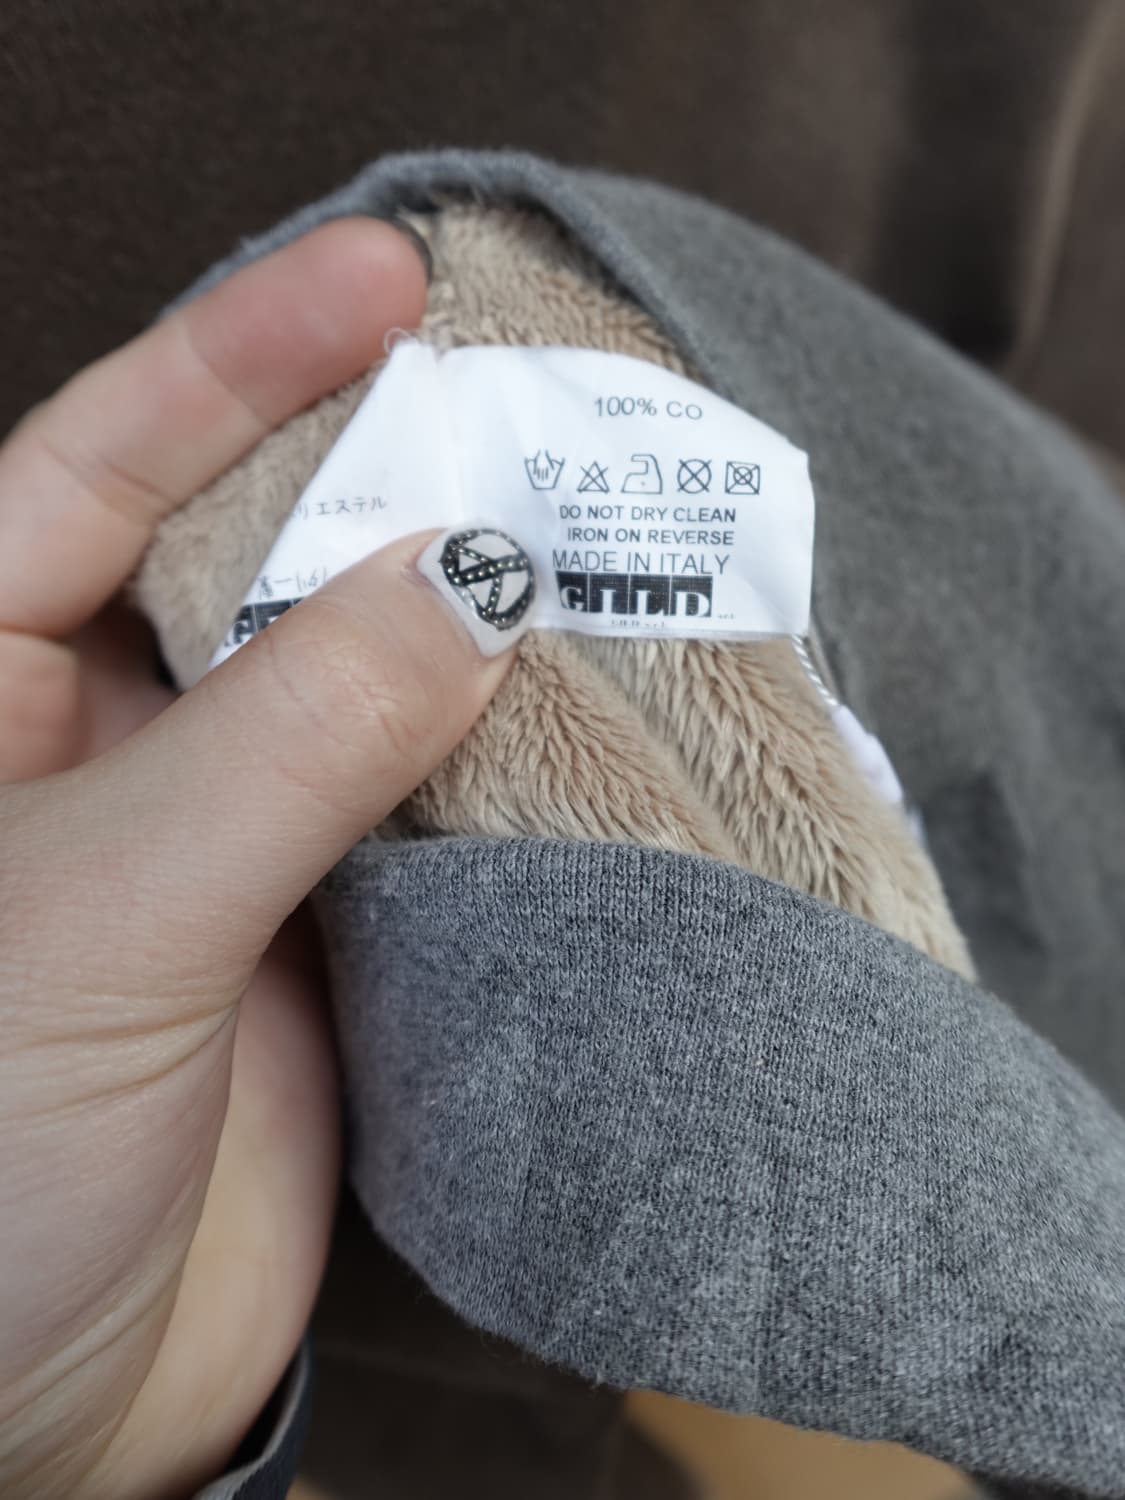 100% CO
DO NOT DRY CLEAN
IRON ON REVERSE
MADE IN ITALY
エステル